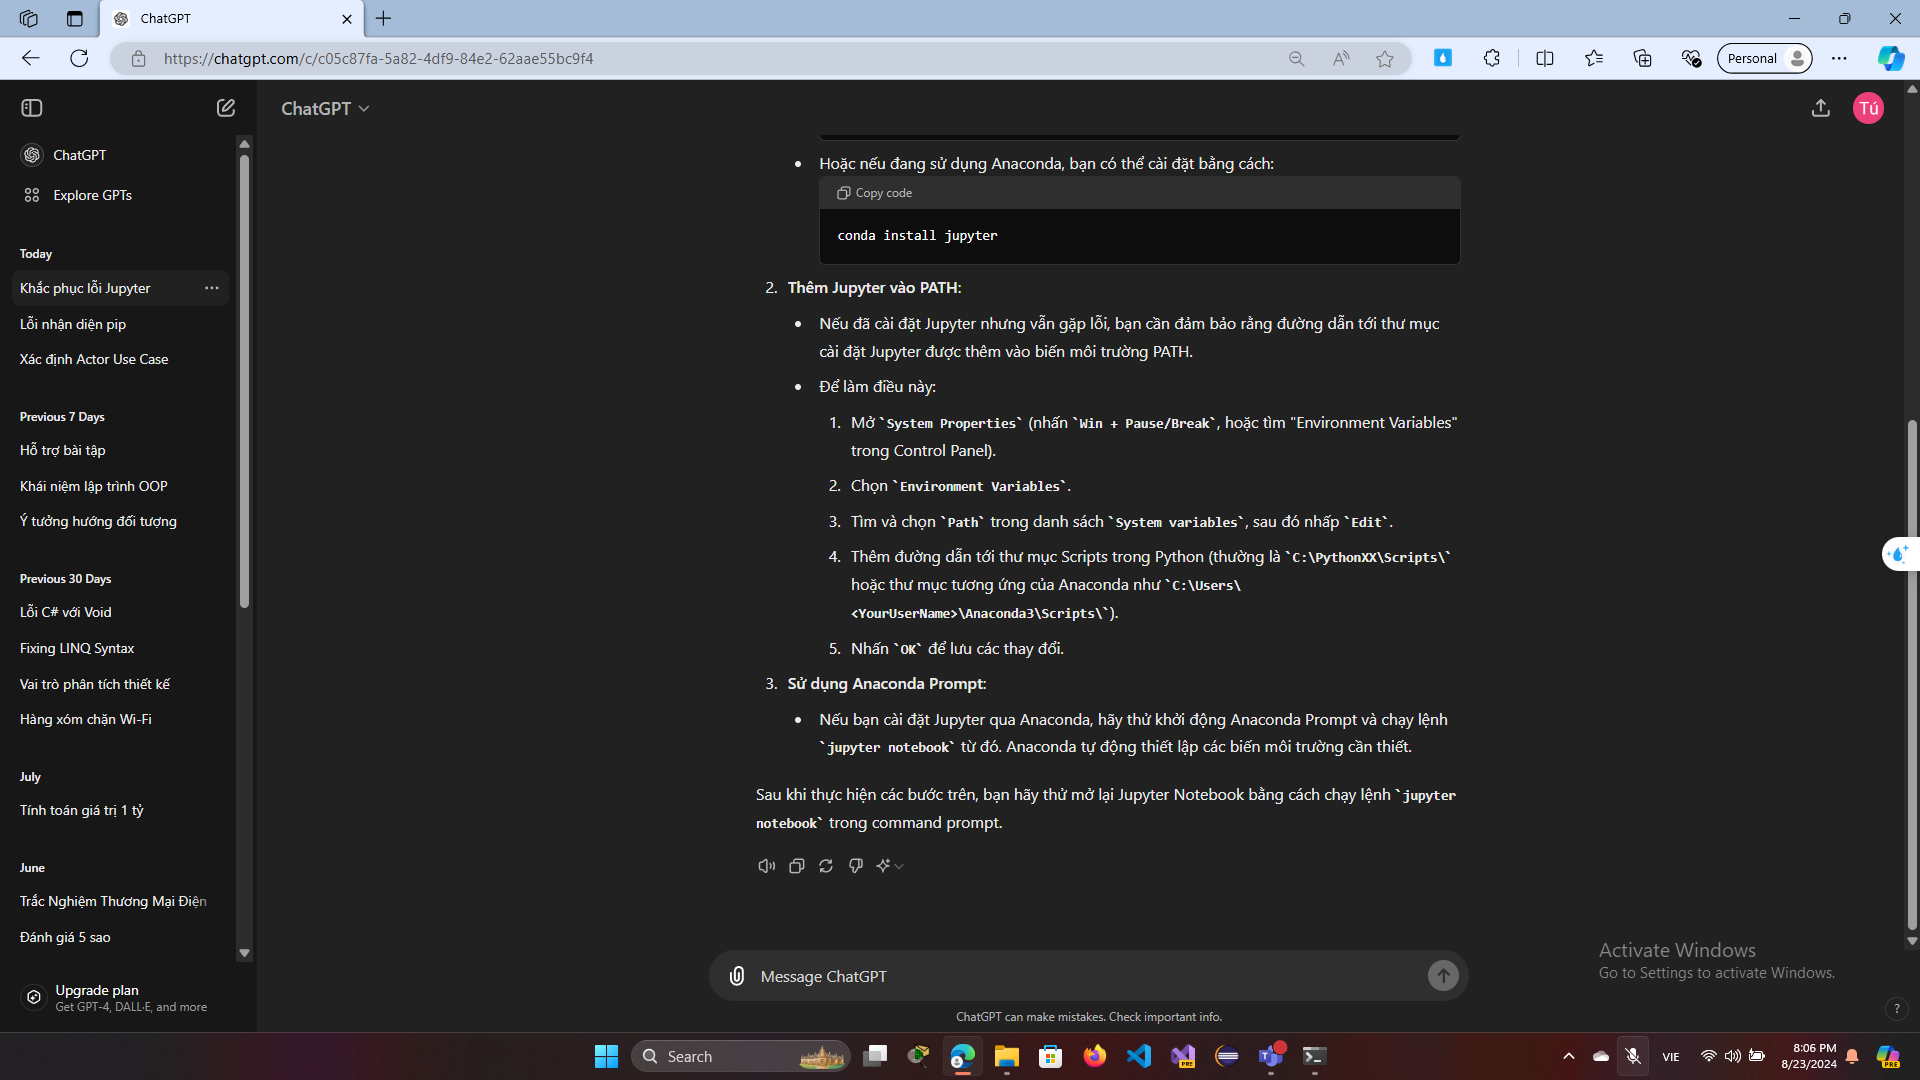 ChatGPT
https://chatgpt.com/c/c05c87fa-5a82-4df9-84e2-62aae55bc9f4
Personal
ChatGPT
Explore GPTs
Today
Khắc phục lỗi Jupyter
Lỗi nhận diện pip
Xác định Actor Use Case
Previous 7 Days
Hỗ trợ bài tập
Khái niệm lập trình OOP
Ý tưởng hướng đối tượng
Previous 30 Days
Lỗi C# với Void
Fixing LINQ Syntax
Vai trò phân tích thiết kế
Hàng xóm chặn Wi-Fi
July
Tính toán giá trị 1 tỷ
June
Trắc Nghiệm Thương Mại Điện
Đánh giá 5 sao
Upgrade plan
Get GPT-4, DALL·E, and more
ChatGPT
Tú
• Hoặc nếu đang sử dụng Anaconda, bạn có thể cài đặt bằng cách:
Copy code
conda install jupyter
2. Thêm Jupyter vào PATH:
• Nếu đã cài đặt Jupyter nhưng vẫn gặp lỗi, bạn cần đảm bảo rằng đường dẫn tới thư mục
cài đặt Jupyter được thêm vào biến môi trường PATH.
• Để làm điều này:
1. Mở `System Properties` (nhấn `Win + Pause/Break`, hoặc tìm "Environment Variables"
trong Control Panel).
2. Chọn `Environment Variables`.
3. Tìm và chọn `Path` trong danh sách `System variables`, sau đó nhấp `Edit`.
4. Thêm đường dẫn tới thư mục Scripts trong Python (thường là `C:\PythonXX\Scripts\`
hoặc thư mục tương ứng của Anaconda như `C:\Users\
<YourUserName>\Anaconda3\Scripts\`).
5. Nhấn `OK` để lưu các thay đổi.
3. Sử dụng Anaconda Prompt:
• Nếu bạn cài đặt Jupyter qua Anaconda, hãy thử khởi động Anaconda Prompt và chạy lệnh
`jupyter notebook` từ đó. Anaconda tự động thiết lập các biến môi trường cần thiết.
Sau khi thực hiện các bước trên, bạn hãy thử mở lại Jupyter Notebook bằng cách chạy lệnh `jupyter
notebook` trong command prompt.
Message ChatGPT
ChatGPT can make mistakes. Check important info.
Activate Windows
Go to Settings to activate Windows.
?
Search
VIE
8:06 PM
8/23/2024
PRE
PRE